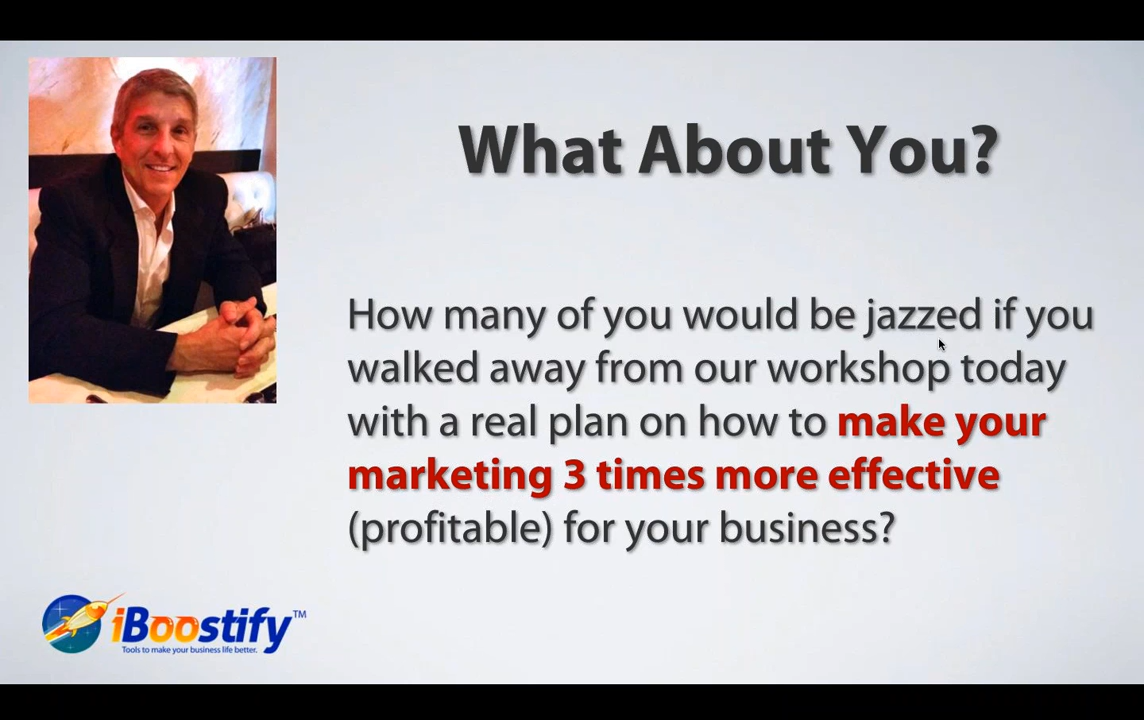 What About You?
How many of you would be jazzed if you
walked away from our workshop today
with a real plan on how to make your
marketing 3 times more effective
(profitable) for your business?
iBoostify™
Tools to make your business life better.